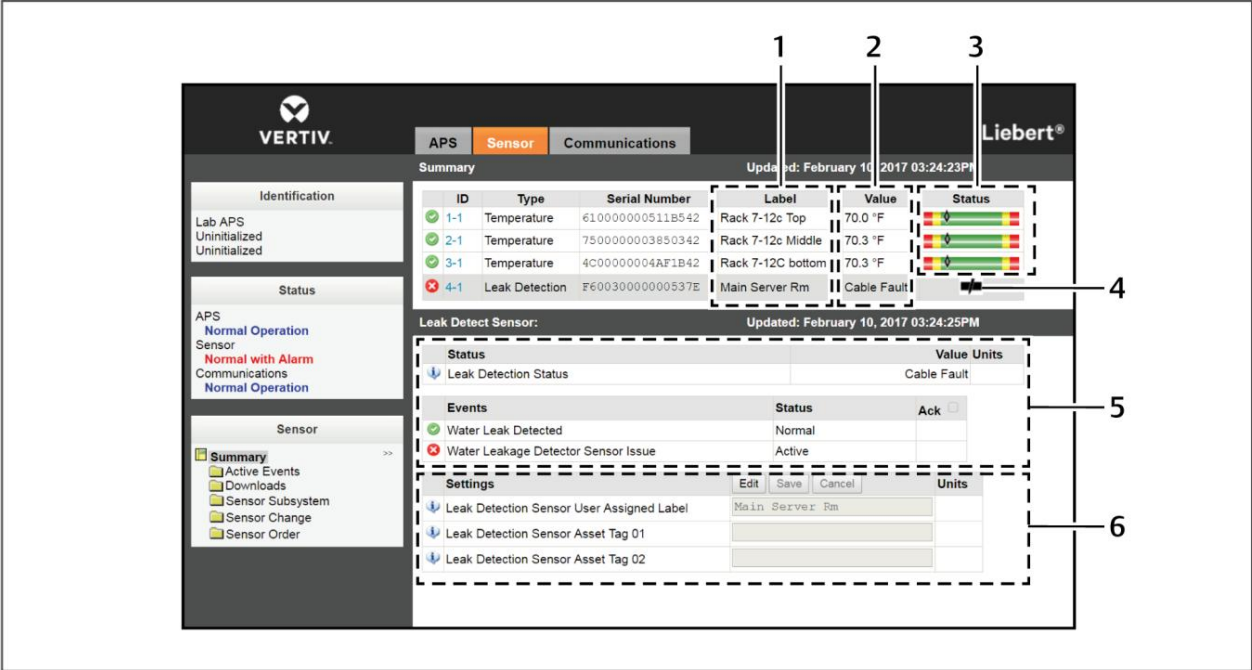 1 2 3
VERTIV.
Liebert®
APS Sensor Communications
Summary Updated: February 10, 2017 03:24:23PM
Identification
Lab APS
Uninitialized
Uninitialized
Status
APS
Normal Operation
Sensor
Normal with Alarm
Communications
Normal Operation
Sensor
Summary >>
Active Events
Downloads
Sensor Subsystem
Sensor Change
Sensor Order
ID Type Serial Number Label Value Status
1-1 Temperature 610000000511B542 Rack 7-12c Top 70.0 °F
2-1 Temperature 7500000003850342 Rack 7-12c Middle 70.3 °F
3-1 Temperature 4C00000004AF1B42 Rack 7-12C bottom 70.3 °F
4-1 Leak Detection F60030000000537E Main Server Rm Cable Fault
4
Leak Detect Sensor: Updated: February 10, 2017 03:24:25PM
Status Value Units
Leak Detection Status Cable Fault
Events Status Ack
5
Water Leak Detected Normal
Water Leakage Detector Sensor Issue Active
Settings Edit Save Cancel Units
Leak Detection Sensor User Assigned Label Main Server Rm
6
Leak Detection Sensor Asset Tag 01
Leak Detection Sensor Asset Tag 02